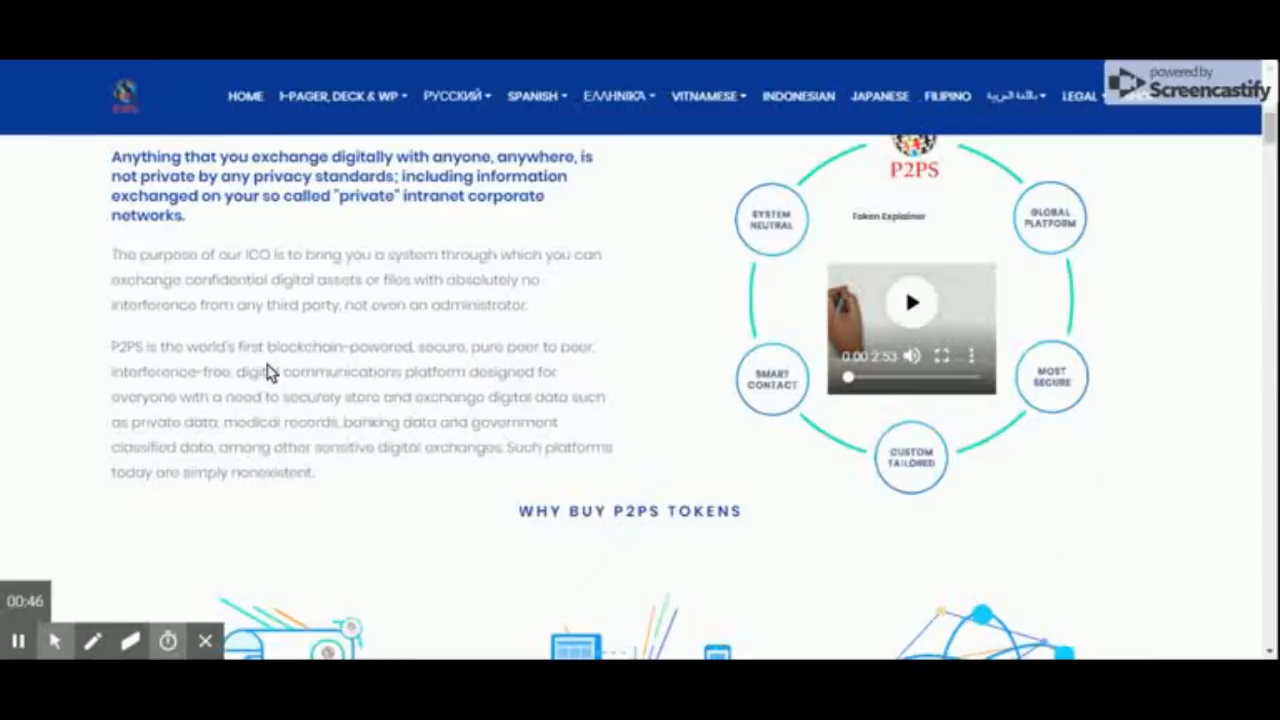 powered by
Screencastify
HOME 1-PAGER, DECK & WP РУССКИЙ SPANISH ΕΛΛΗΝΙΚΆ VITNAMESE INDONESIAN JAPANESE FILIPINO باللغة العربية LEGAL
Anything that you exchange digitally with anyone, anywhere, is
not private by any privacy standards; including information
exchanged on your so called "private" intranet corporate
networks.
The purpose of our ICO is to bring you a system through which you can
exchange confidential digital assets or files with absolutely no
interference from any third party, not even an administrator.
P2PS is the world's first blockchain-powered, secure, pure peer to peer,
interference-free, digital communications platform designed for
everyone with a need to securely store and exchange digital data such
as private data, medical records, banking data and government
classified data, among other sensitive digital exchanges. Such platforms
today are simply nonexistent.
P2PS
SYSTEM
NEUTRAL
Token Explainer
GLOBAL
PLATFORM
0:00 2:53
SMART
CONTACT
MOST
SECURE
CUSTOM
TAILORED
WHY BUY P2PS TOKENS
00:46